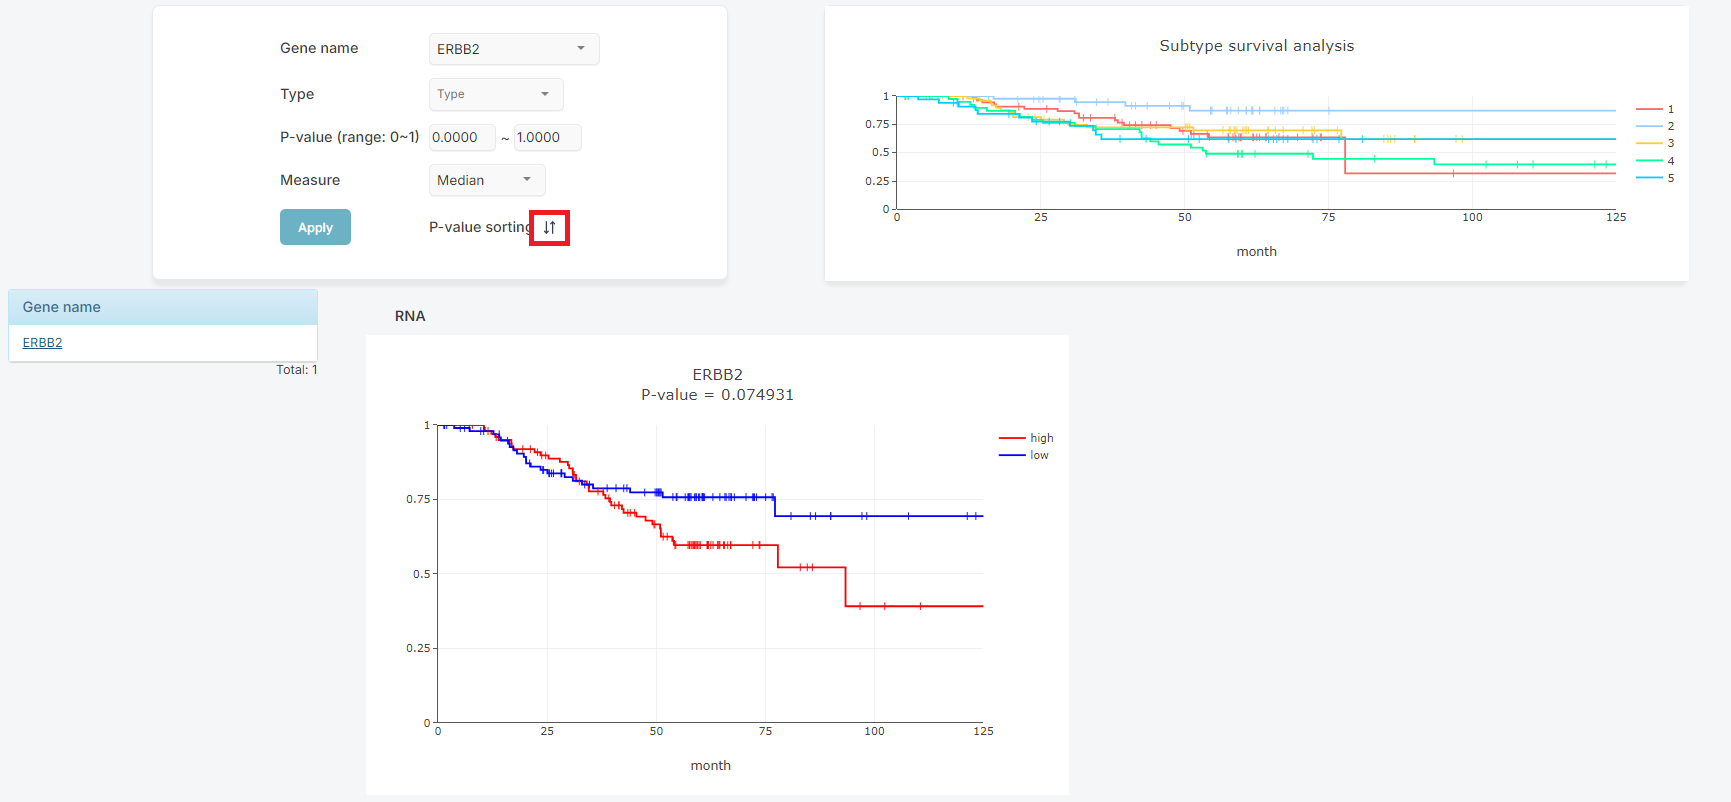 Gene name
ERBB2
Type
Type
P-value (range: 0~1)
0.0000 ~ 1.0000
Measure
Median
Apply
P-value sorting
Subtype survival analysis
1
0.75
0.5
0.25
0
0 25 50 75 100 125
month
1
2
3
4
5
Gene name
ERBB2
Total: 1
RNA
ERBB2
P-value = 0.074931
1
0.75
0.5
0.25
0
0 25 50 75 100 125
month
high
low